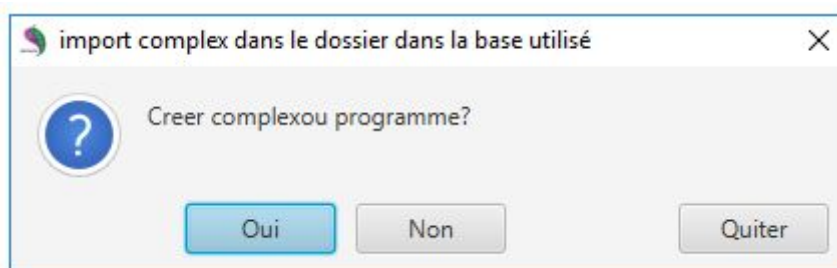 import complex dans le dossier dans la base utilisé
Creer complexou programme?
Oui Non Quiter